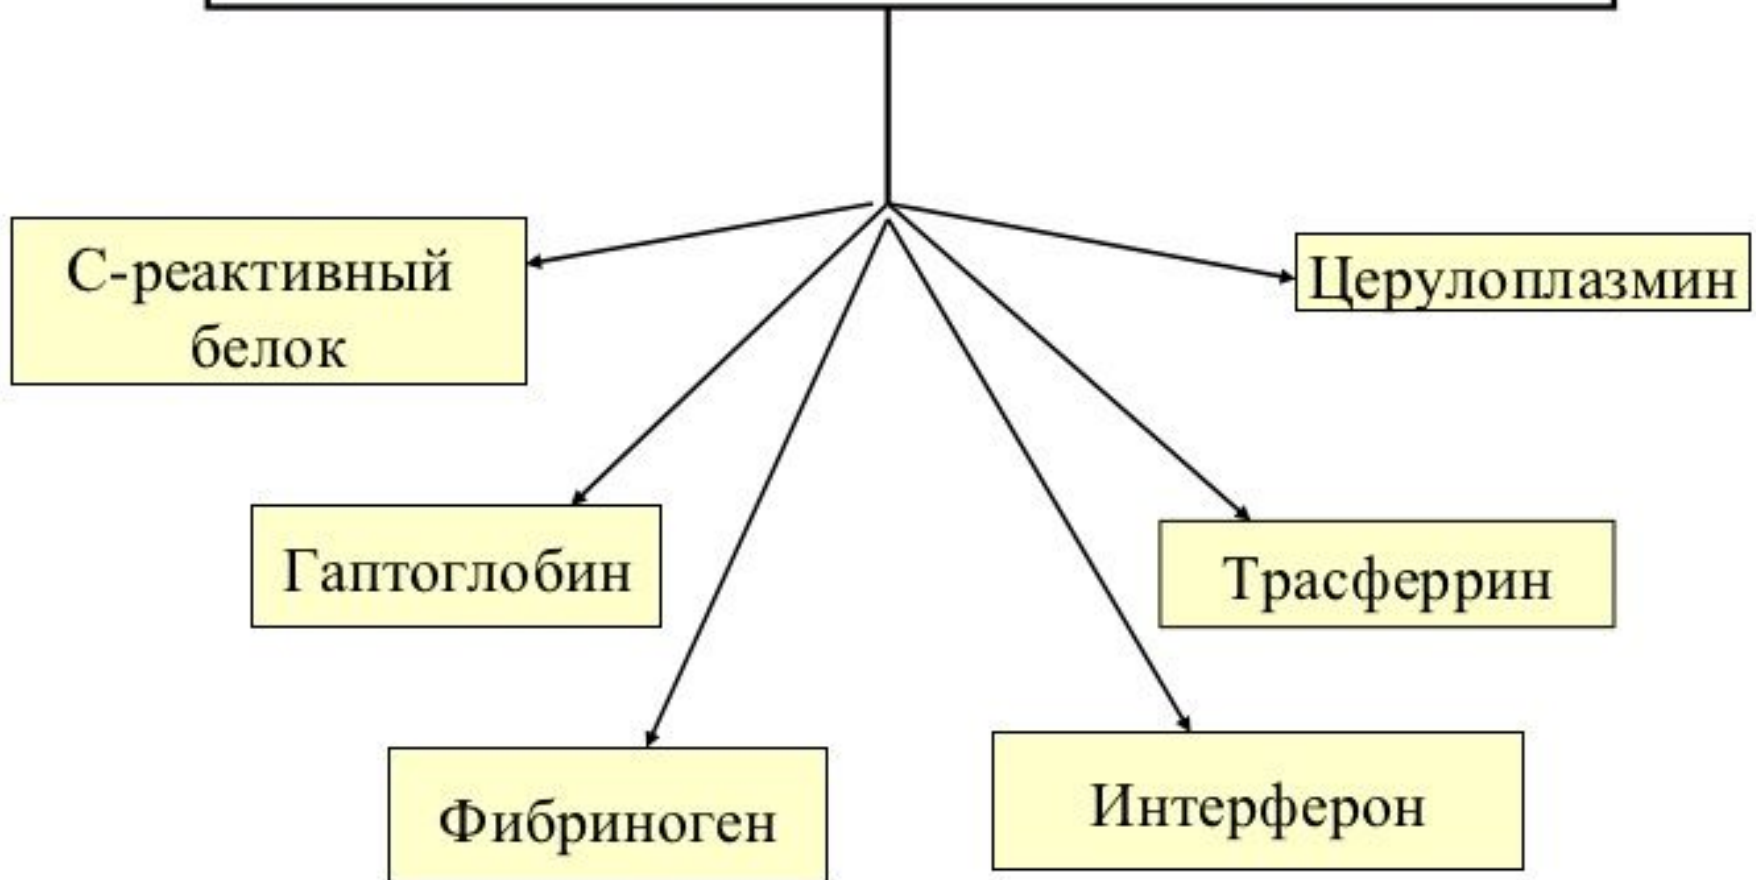 С-реактивный
белок
Церулоплазмин
Гаптоглобин
Трасферрин
Фибриноген
Интерферон